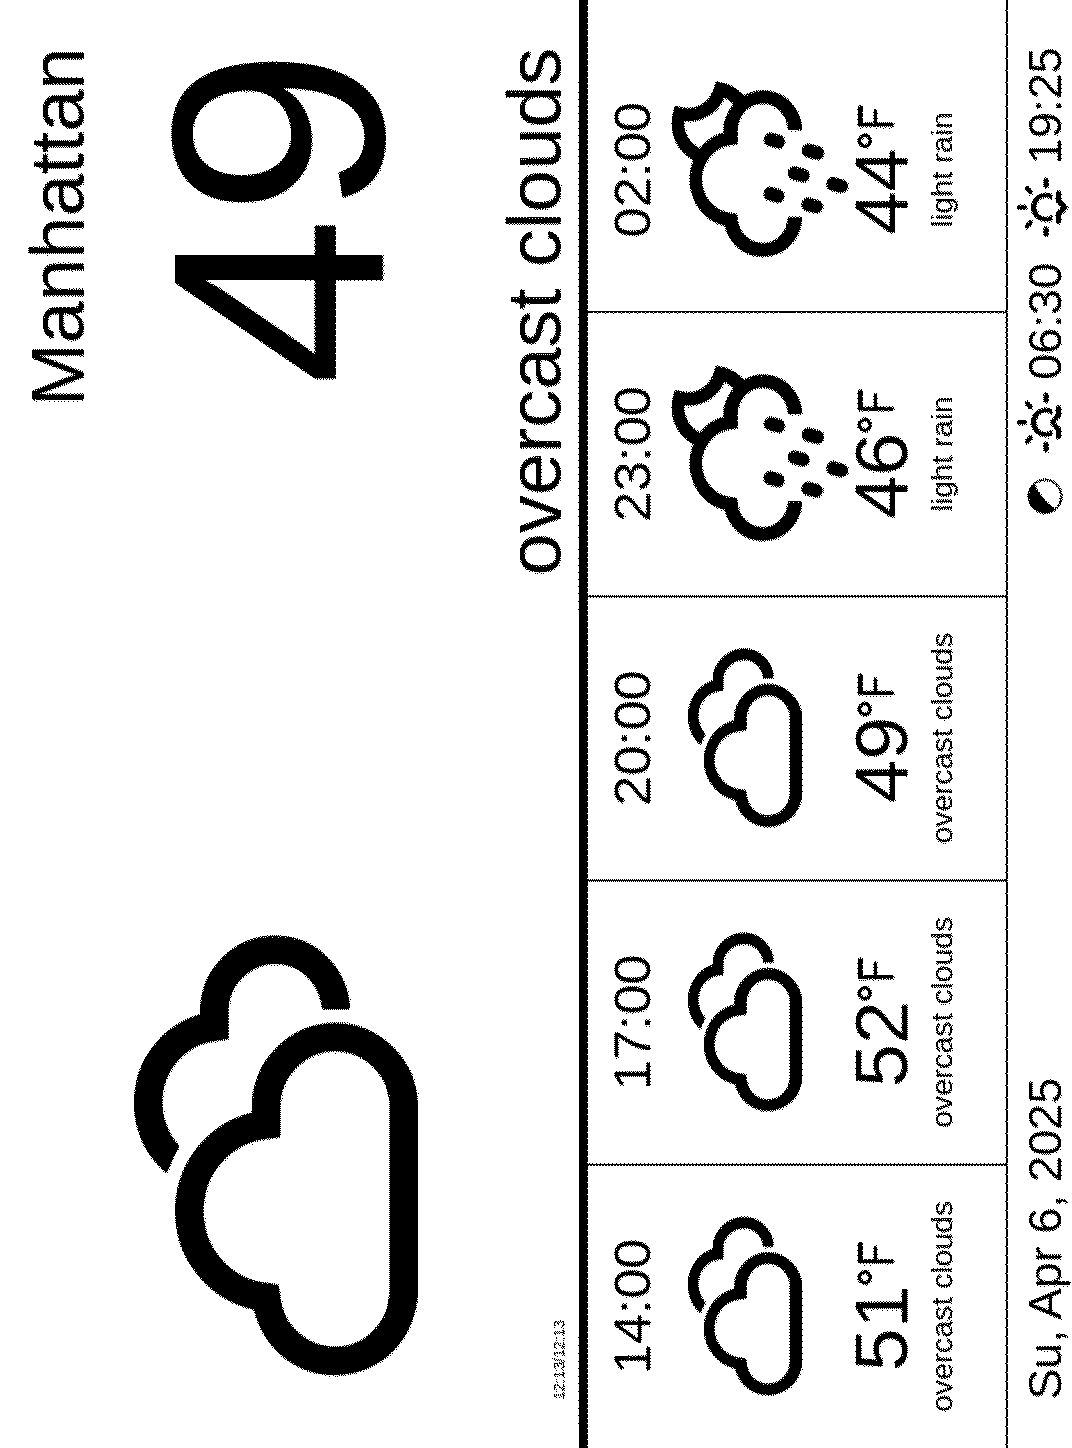 Manhattan
49
overcast clouds
12:13/12:13
14:00 17:00 20:00 23:00 02:00
51°F 52°F 49°F 46°F 44°F
overcast clouds overcast clouds overcast clouds light rain light rain
Su, Apr 6, 2025 06:30 19:25